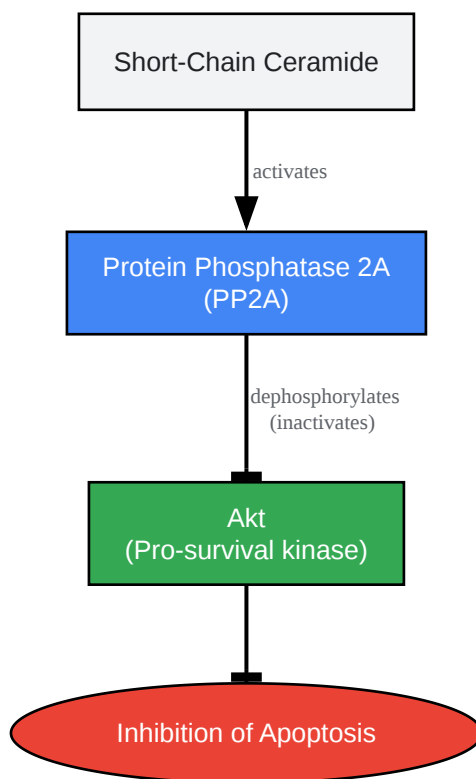 Short-Chain Ceramide
activates
Protein Phosphatase 2A
(PP2A)
dephosphorylates
(inactivates)
Akt
(Pro-survival kinase)
Inhibition of Apoptosis